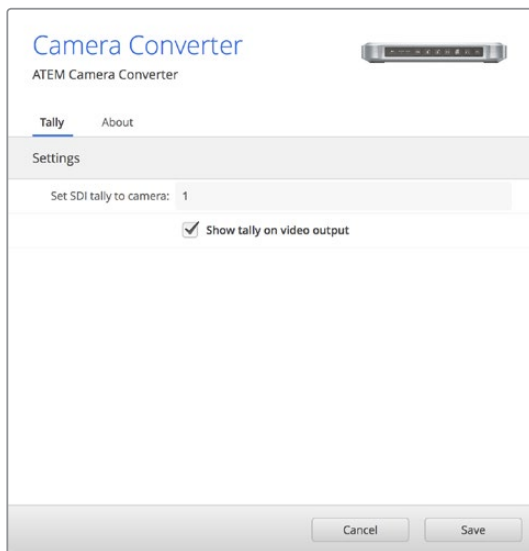 Camera Converter
ATEM Camera Converter
Tally About
Settings
Set SDI tally to camera: 1
Show tally on video output
Cancel Save